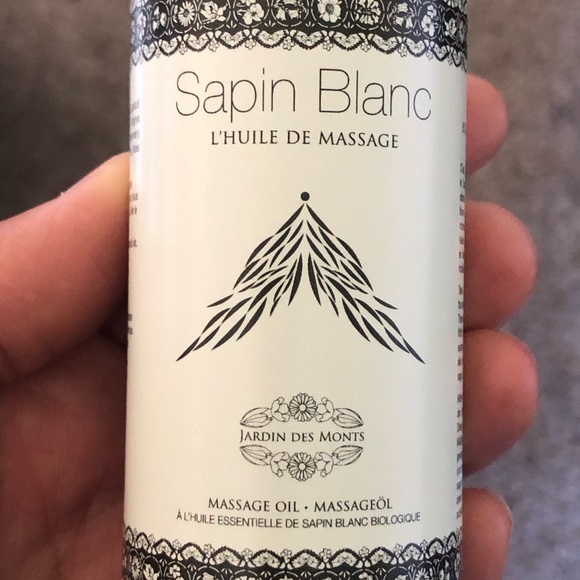 Sapin Blanc
L'HUILE DE MASSAGE
JARDIN DES MONTS
MASSAGE OIL • MASSAGEÖL
À L'HUILE ESSENTIELLE DE SAPIN BLANC BIOLOGIQUE